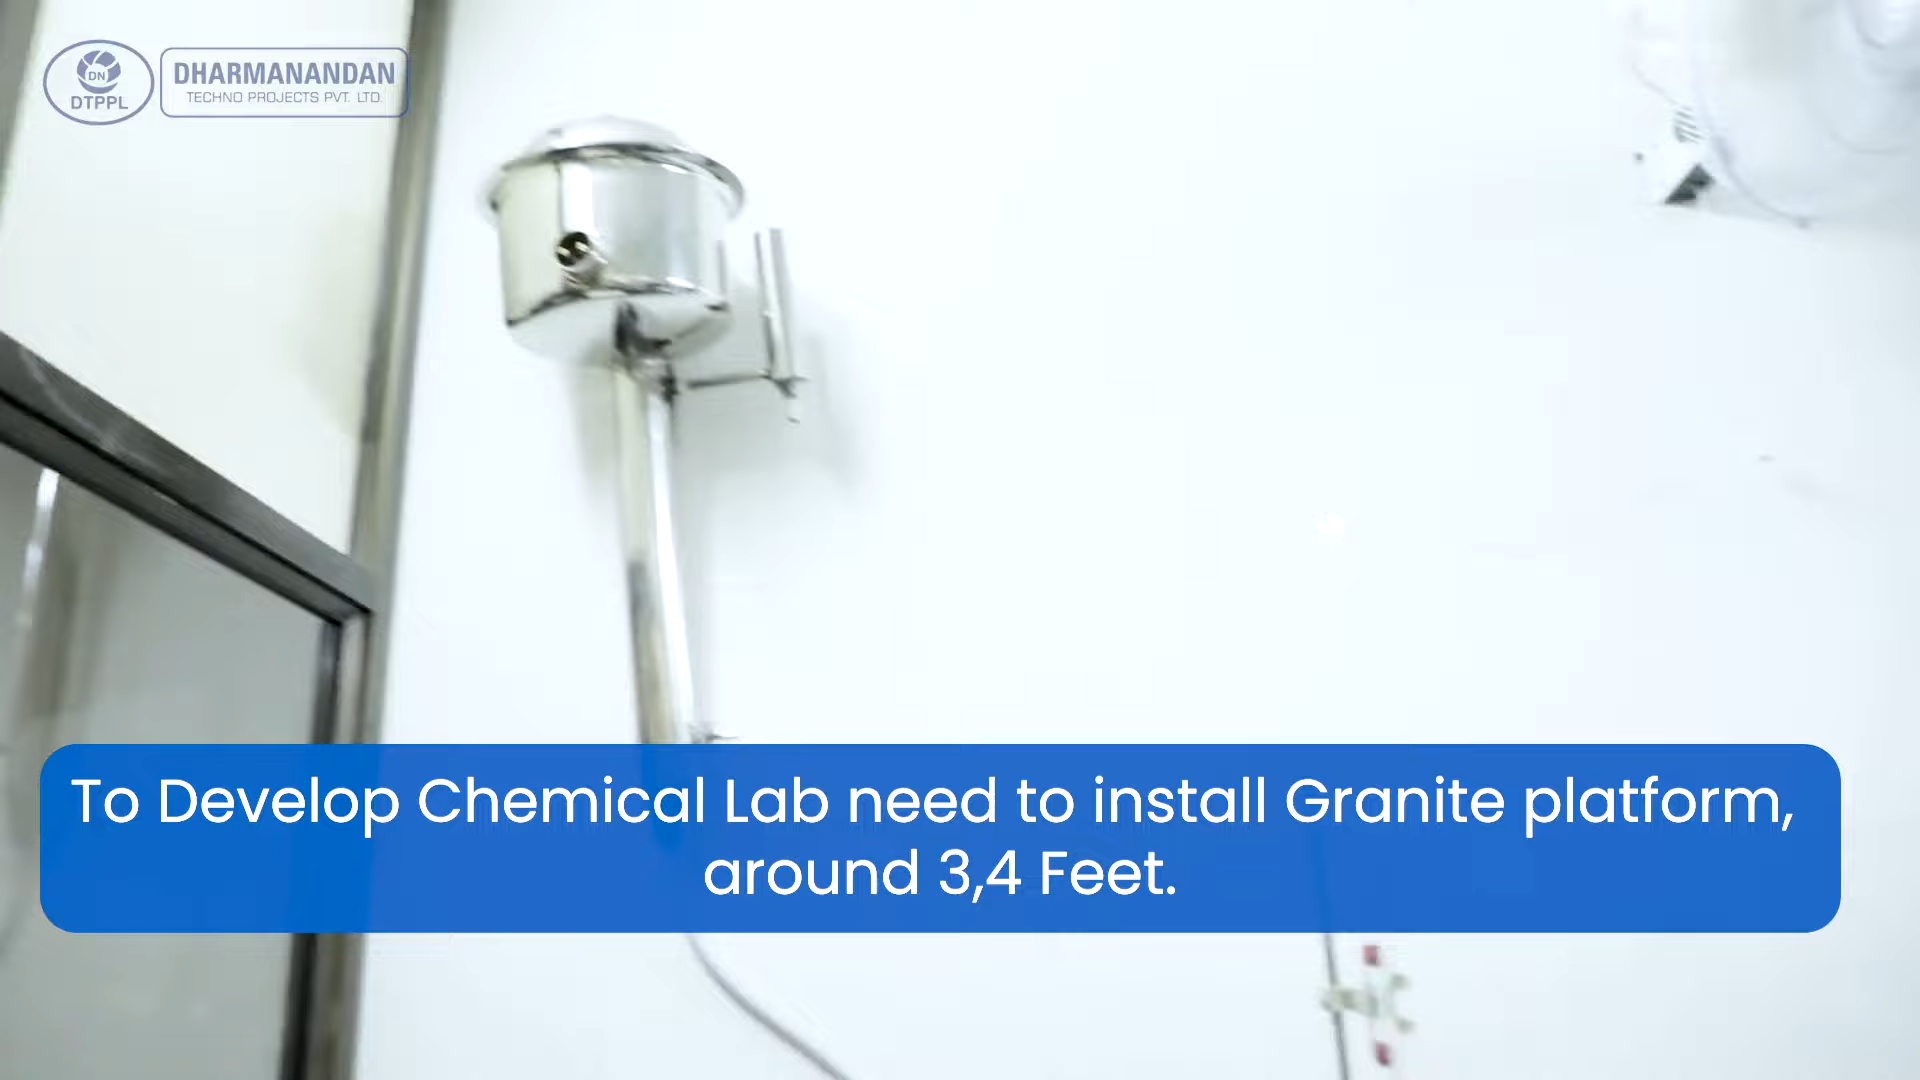 DN
DTPPL
DHARMANANDAN
TECHNO PROJECTS PVT. LTD.
To Develop Chemical Lab need to install Granite platform,
around 3,4 Feet.